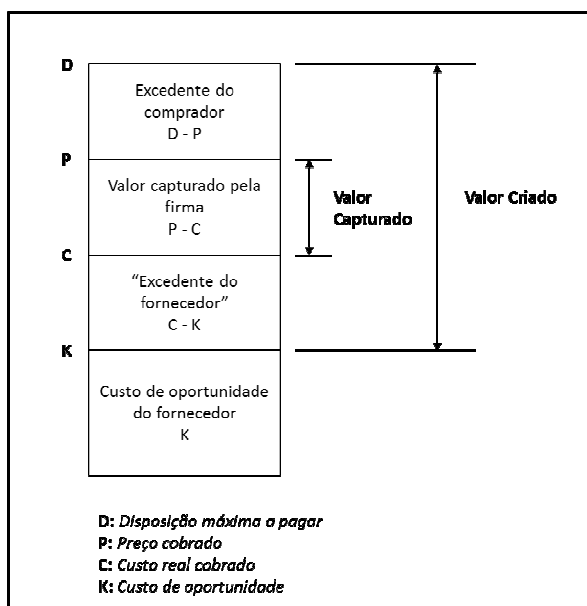 D
Excedente do
comprador
D - P
P
Valor capturado pela
firma
P - C
Valor
Capturado
Valor Criado
C
“Excedente do
fornecedor”
C - K
K
Custo de oportunidade
do fornecedor
K
D: Disposição máxima a pagar
P: Preço cobrado
C: Custo real cobrado
K: Custo de oportunidade